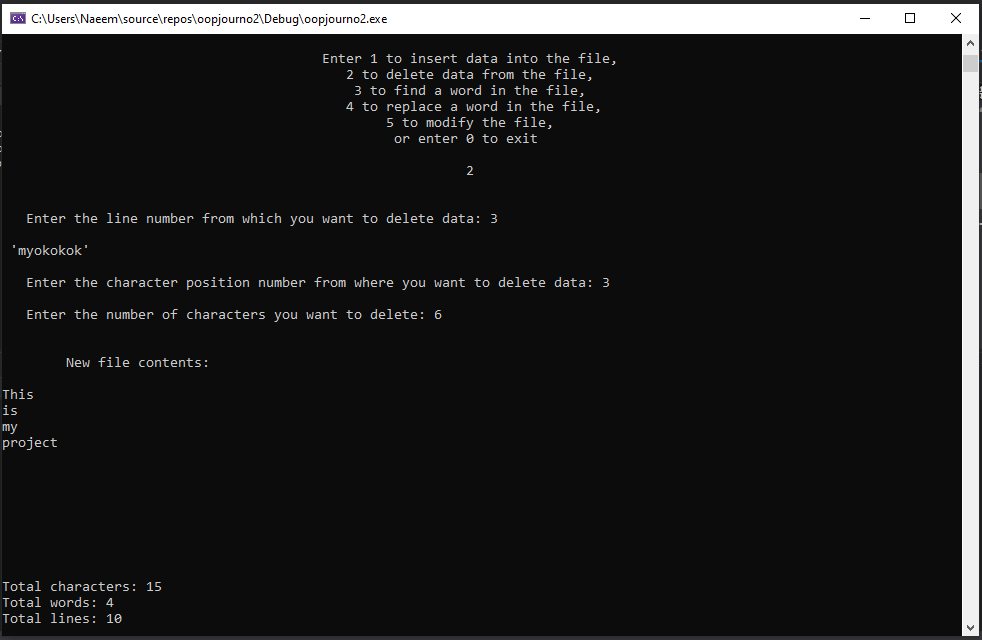 C:\Users\Naeem\source\repos\oopjourno2\Debug\oopjourno2.exe
Enter 1 to insert data into the file,
2 to delete data from the file,
3 to find a word in the file,
4 to replace a word in the file,
5 to modify the file,
or enter 0 to exit
2
Enter the line number from which you want to delete data: 3
'myokokok'
Enter the character position number from where you want to delete data: 3
Enter the number of characters you want to delete: 6
New file contents:
This
is
my
project
Total characters: 15
Total words: 4
Total lines: 10